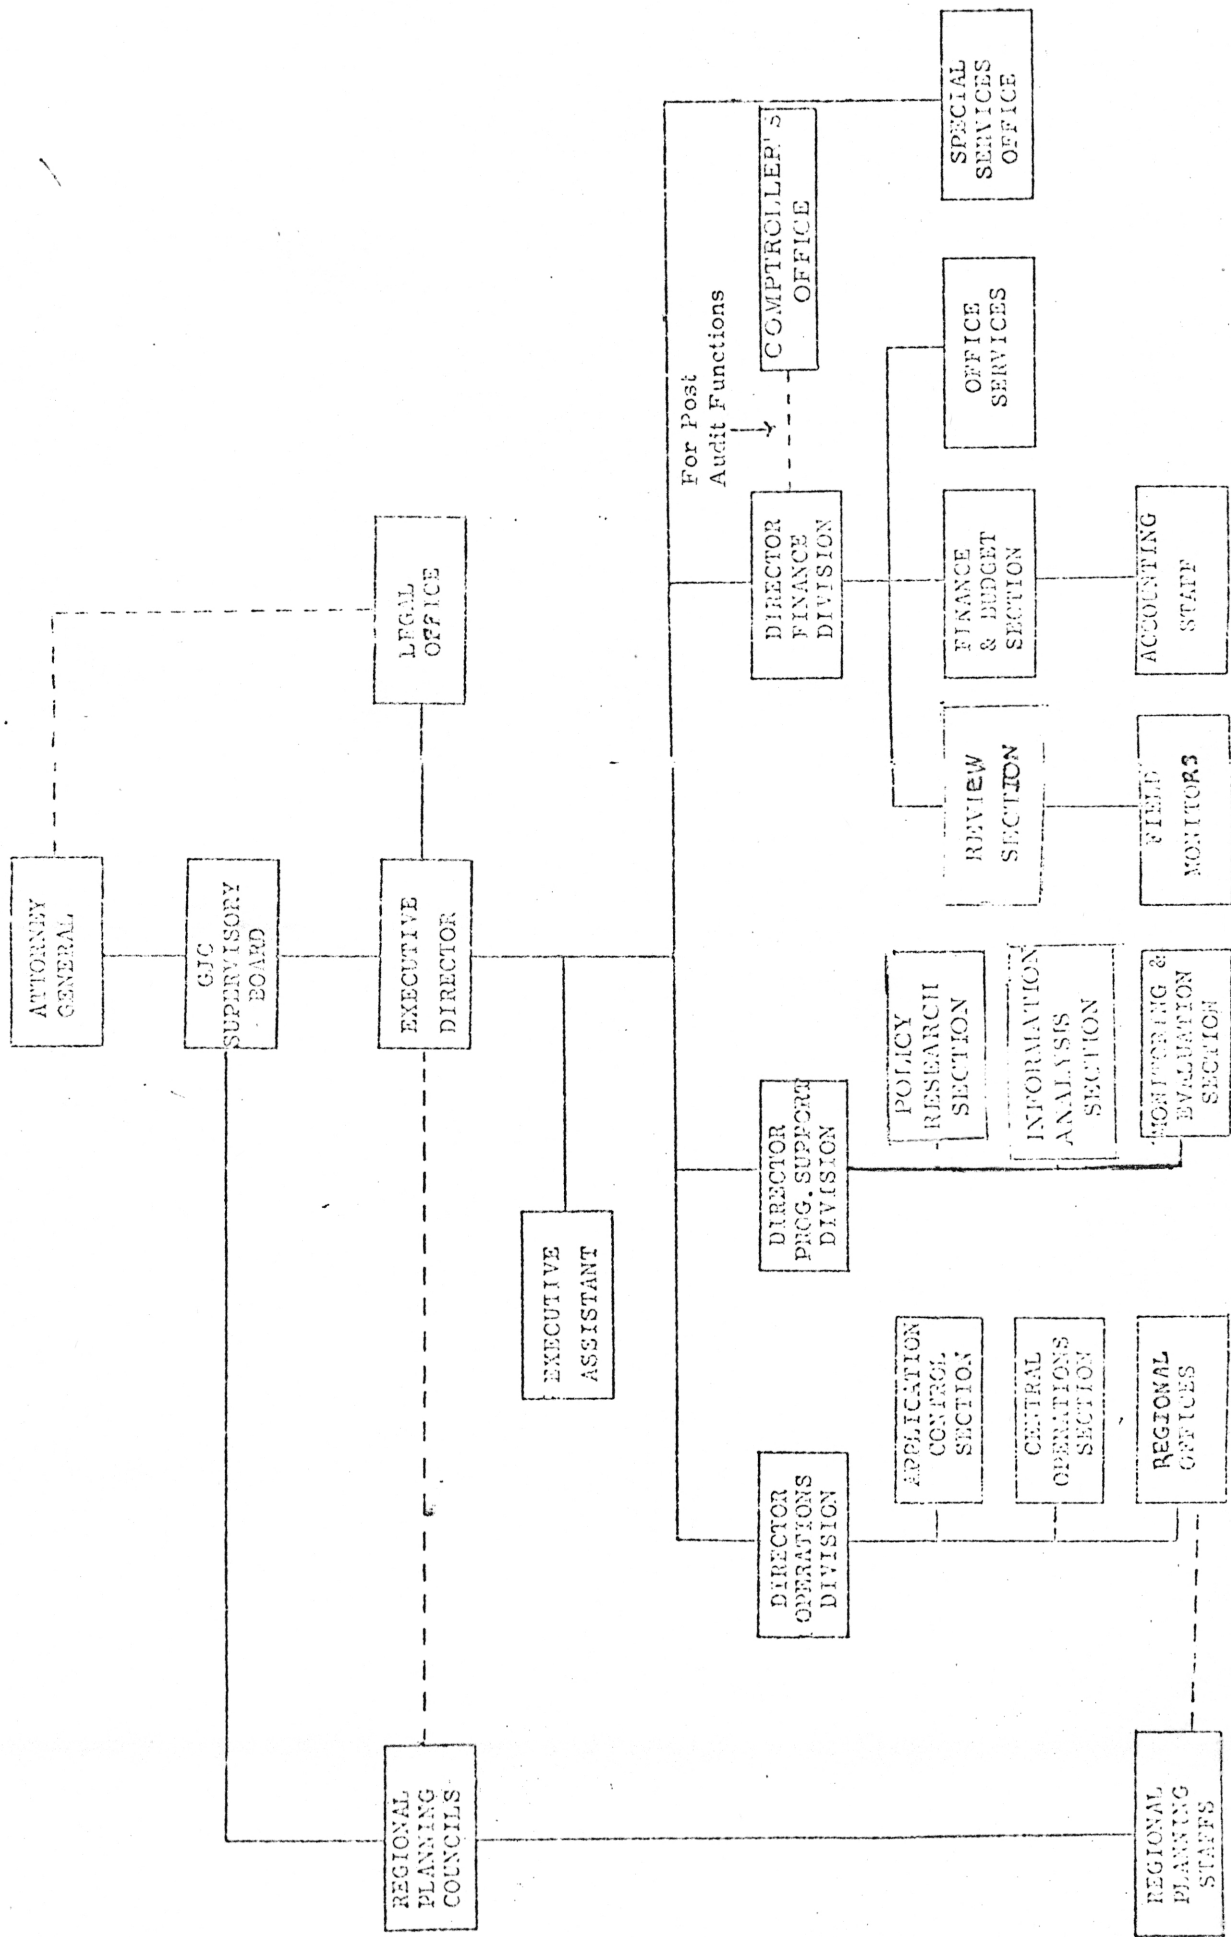 ATTORNEY
GENERAL
GJC
SUPERVISORY
BOARD
REGIONAL
PLANNING
COUNCILS
EXECUTIVE
DIRECTOR
LEGAL
OFFICE
EXECUTIVE
ASSISTANT
For Post
Audit Functions
DIRECTOR
OPERATIONS
DIVISION
DIRECTOR
PROG. SUPPORT
DIVISION
DIRECTOR
FINANCE
DIVISION
COMPTROLLER'S
OFFICE
APPLICATION
CONTROL
SECTION
CENTRAL
OPERATIONS
SECTION
REGIONAL
OFFICES
POLICY
RESEARCH
SECTION
INFORMATION
ANALYSIS
SECTION
MONITORING &
EVALUATION
SECTION
REVIEW
SECTION
FINANCE
& BUDGET
SECTION
OFFICE
SERVICES
SPECIAL
SERVICES
OFFICE
REGIONAL
PLANNING
STAFFS
FIELD
MONITORS
ACCOUNTING
STAFF